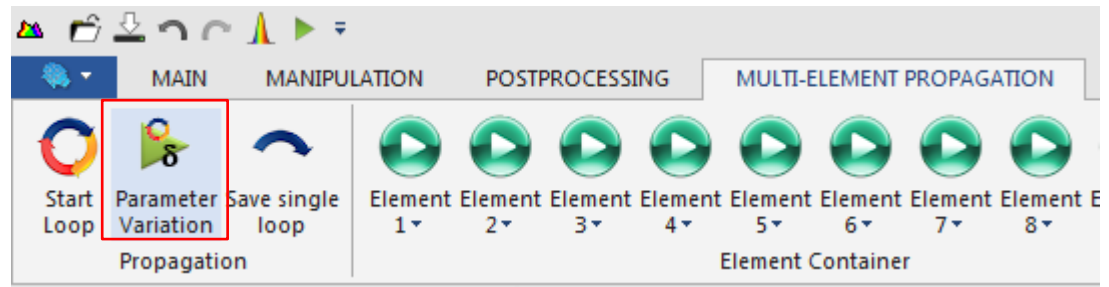 MAIN MANIPULATION POSTPROCESSING MULTI-ELEMENT PROPAGATION
δ
Start Parameter Save single Element Element Element Element Element Element Element Element E
Loop Variation loop 1 2 3 4 5 6 7 8
Propagation Element Container